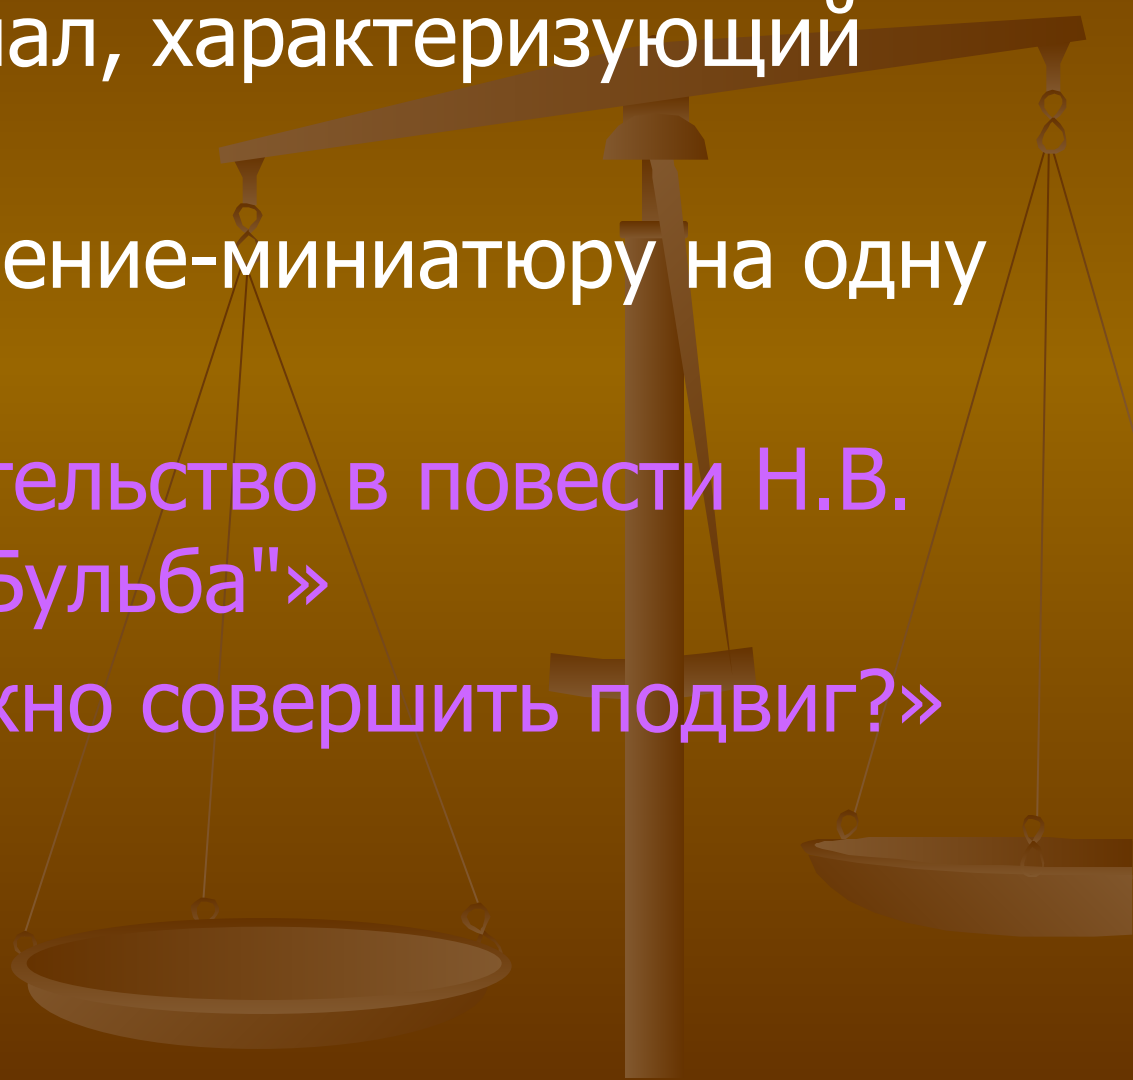 ал, характеризующий
ение-миниатюру на одну
тельство в повести Н.В.
Бульба"»
жно совершить подвиг?»